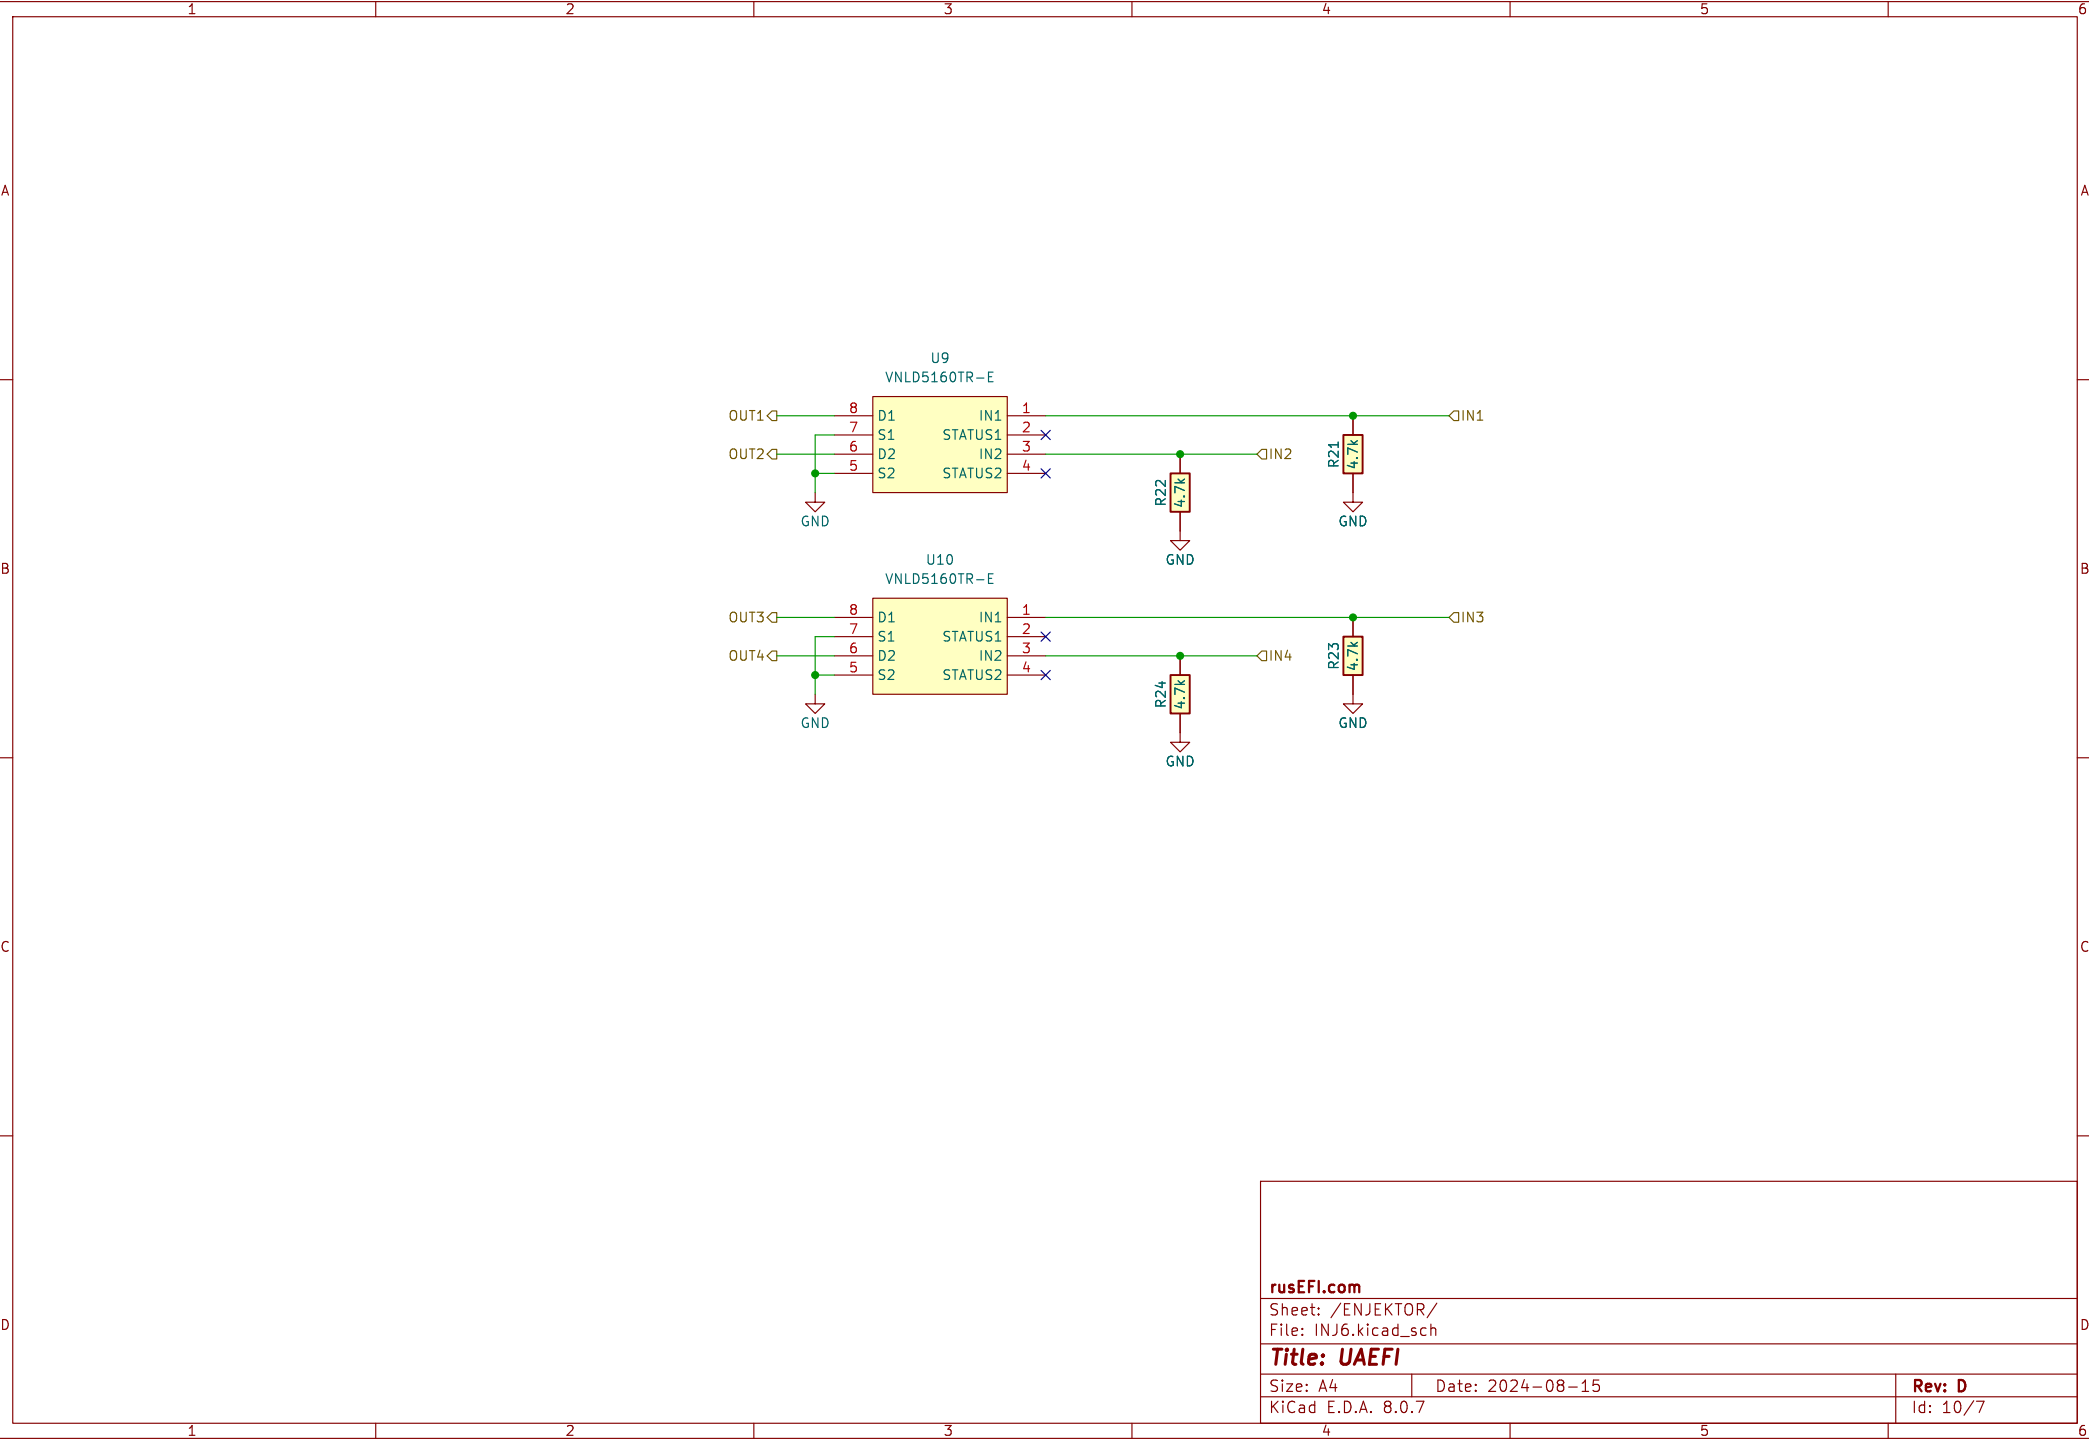 1 2 3 4 5 6
A A
U9
VNLD5160TR-E
OUT1 8 D1 IN1 1 IN1
7 S1 STATUS1 2
OUT2 6 D2 IN2 3 IN2
5 S2 STATUS2 4
R21 4.7k
R22 4.7k
GND GND
GND
U10
VNLD5160TR-E
B B
OUT3 8 D1 IN1 1 IN3
7 S1 STATUS1 2
OUT4 6 D2 IN2 3 IN4
5 S2 STATUS2 4
R23 4.7k
R24 4.7k
GND GND
GND
C C
rusEFI.com
Sheet: /ENJEKTOR/
File: INJ6.kicad_sch
D D
Title: UAEFI
Size: A4 Date: 2024-08-15 Rev: D
KiCad E.D.A. 8.0.7 Id: 10/7
1 2 3 4 5 6